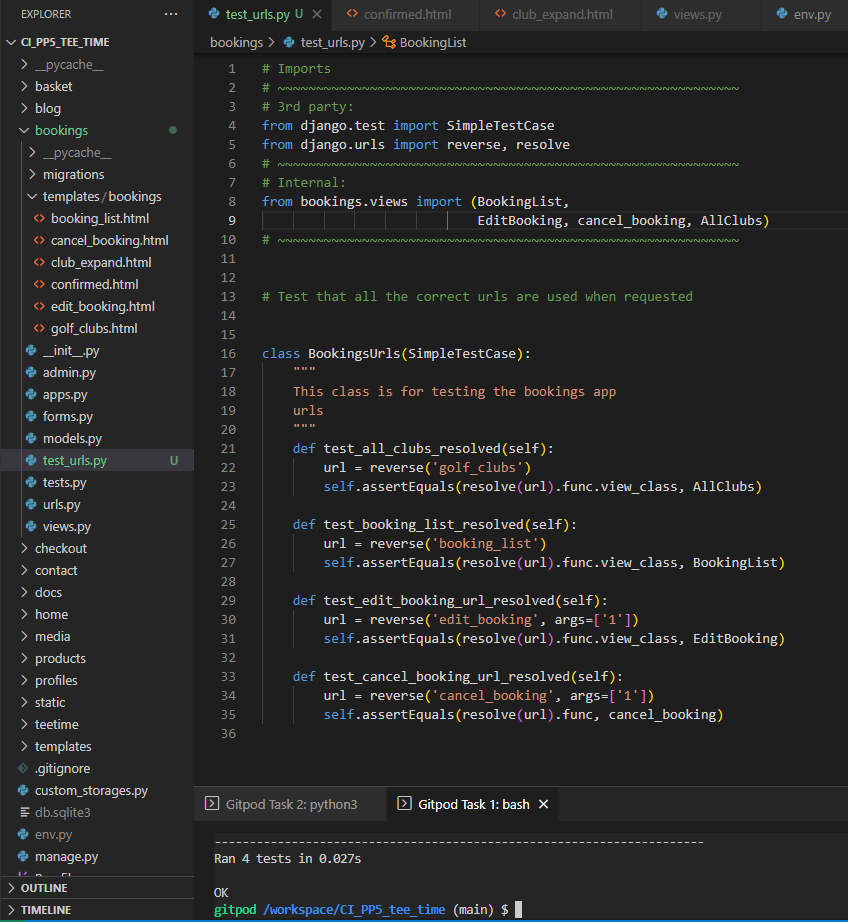 EXPLORER ...
CI_PP5_TEE_TIME
__pycache__
basket
blog
bookings
__pycache__
migrations
templates/bookings
booking_list.html
cancel_booking.html
club_expand.html
confirmed.html
edit_booking.html
golf_clubs.html
__init__.py
admin.py
apps.py
forms.py
models.py
test_urls.py U
tests.py
urls.py
views.py
checkout
contact
docs
home
media
products
profiles
static
teetime
templates
.gitignore
custom_storages.py
db.sqlite3
env.py
manage.py
OUTLINE
TIMELINE
test_urls.py U confirmed.html club_expand.html views.py env.py
bookings > test_urls.py > BookingList
1 # Imports
2 # ~~~~~~~~~~~~~~~~~~~~~~~~~~~~~~~~~~~~~~~~~~~~~~~~~~~~~~~~~~~~
3 # 3rd party:
4 from django.test import SimpleTestCase
5 from django.urls import reverse, resolve
6 # ~~~~~~~~~~~~~~~~~~~~~~~~~~~~~~~~~~~~~~~~~~~~~~~~~~~~~~~~~~~~
7 # Internal:
8 from bookings.views import (BookingList,
9 EditBooking, cancel_booking, AllClubs)
10 # ~~~~~~~~~~~~~~~~~~~~~~~~~~~~~~~~~~~~~~~~~~~~~~~~~~~~~~~~~~~~
11
12
13 # Test that all the correct urls are used when requested
14
15
16 class BookingsUrls(SimpleTestCase):
17 """
18 This class is for testing the bookings app
19 urls
20 """
21 def test_all_clubs_resolved(self):
22 url = reverse('golf_clubs')
23 self.assertEquals(resolve(url).func.view_class, AllClubs)
24
25 def test_booking_list_resolved(self):
26 url = reverse('booking_list')
27 self.assertEquals(resolve(url).func.view_class, BookingList)
28
29 def test_edit_booking_url_resolved(self):
30 url = reverse('edit_booking', args=['1'])
31 self.assertEquals(resolve(url).func.view_class, EditBooking)
32
33 def test_cancel_booking_url_resolved(self):
34 url = reverse('cancel_booking', args=['1'])
35 self.assertEquals(resolve(url).func, cancel_booking)
36
Gitpod Task 2: python3 Gitpod Task 1: bash
----------------------------------------------------------------------
Ran 4 tests in 0.027s
OK
gitpod /workspace/CI_PP5_tee_time (main) $